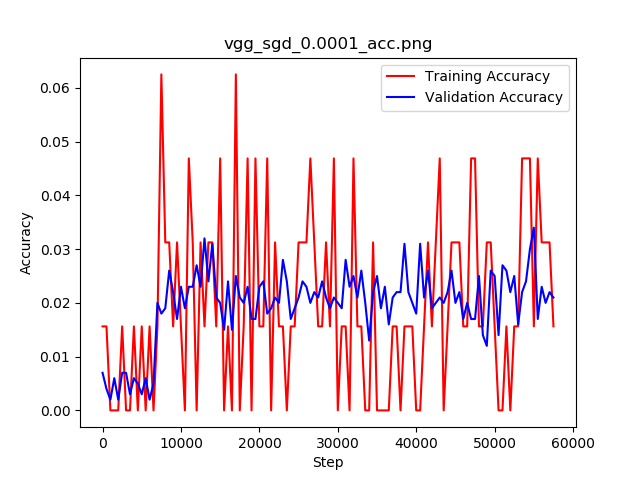 vgg_sgd_0.0001_acc.png
Training Accuracy
Validation Accuracy
Accuracy
0.06
0.05
0.04
0.03
0.02
0.01
0.00
0
10000
20000
30000
40000
50000
60000
Step